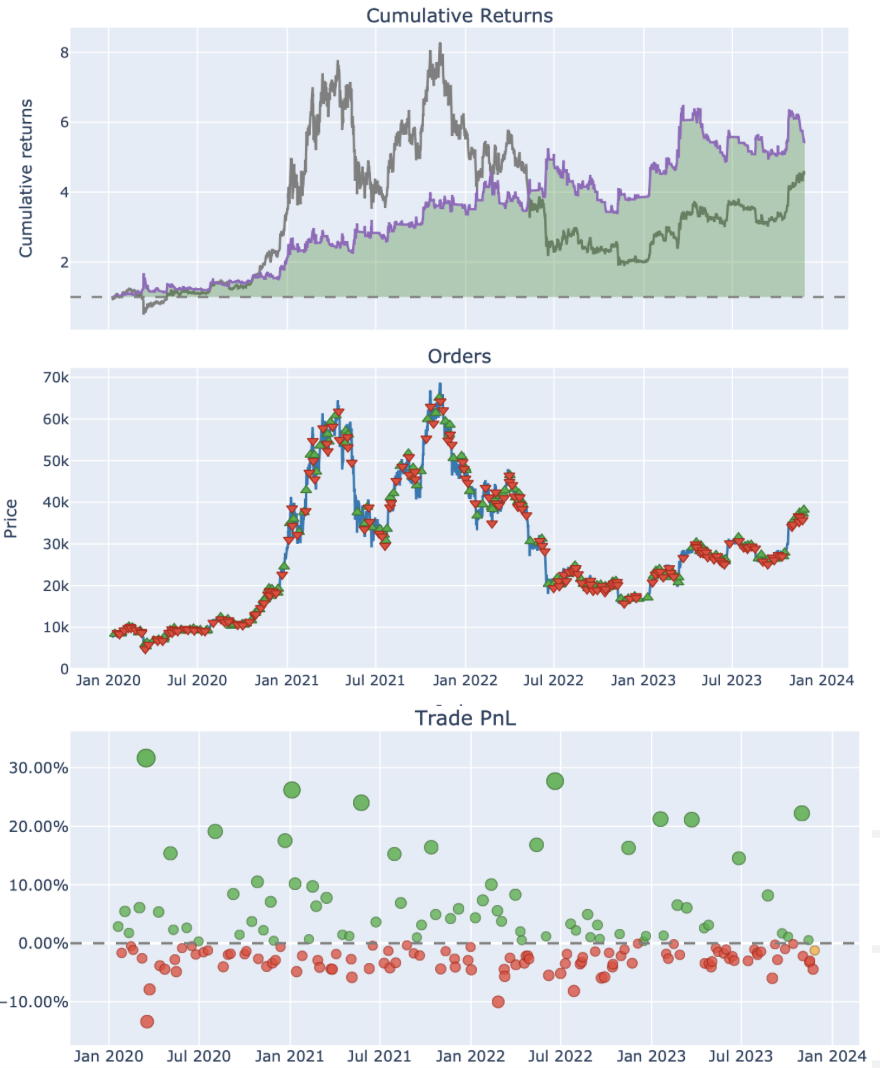 Cumulative Returns
Cumulative returns
8
6
4
2
Orders
Price
70k
60k
50k
40k
30k
20k
10k
0
Jan 2020 Jul 2020 Jan 2021 Jul 2021 Jan 2022 Jul 2022 Jan 2023 Jul 2023 Jan 2024
Trade PnL
30.00%
20.00%
10.00%
0.00%
−10.00%
Jan 2020 Jul 2020 Jan 2021 Jul 2021 Jan 2022 Jul 2022 Jan 2023 Jul 2023 Jan 2024